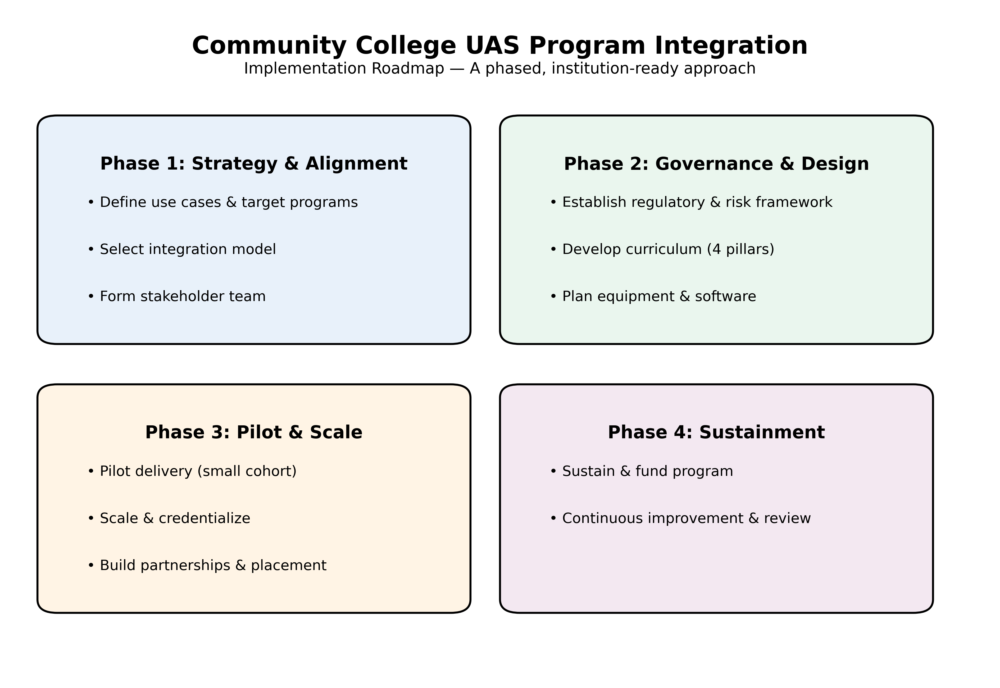 Community College UAS Program Integration
Implementation Roadmap — A phased, institution-ready approach
Phase 1: Strategy & Alignment
• Define use cases & target programs
• Select integration model
• Form stakeholder team
Phase 2: Governance & Design
• Establish regulatory & risk framework
• Develop curriculum (4 pillars)
• Plan equipment & software
Phase 3: Pilot & Scale
• Pilot delivery (small cohort)
• Scale & credentialize
• Build partnerships & placement
Phase 4: Sustainment
• Sustain & fund program
• Continuous improvement & review